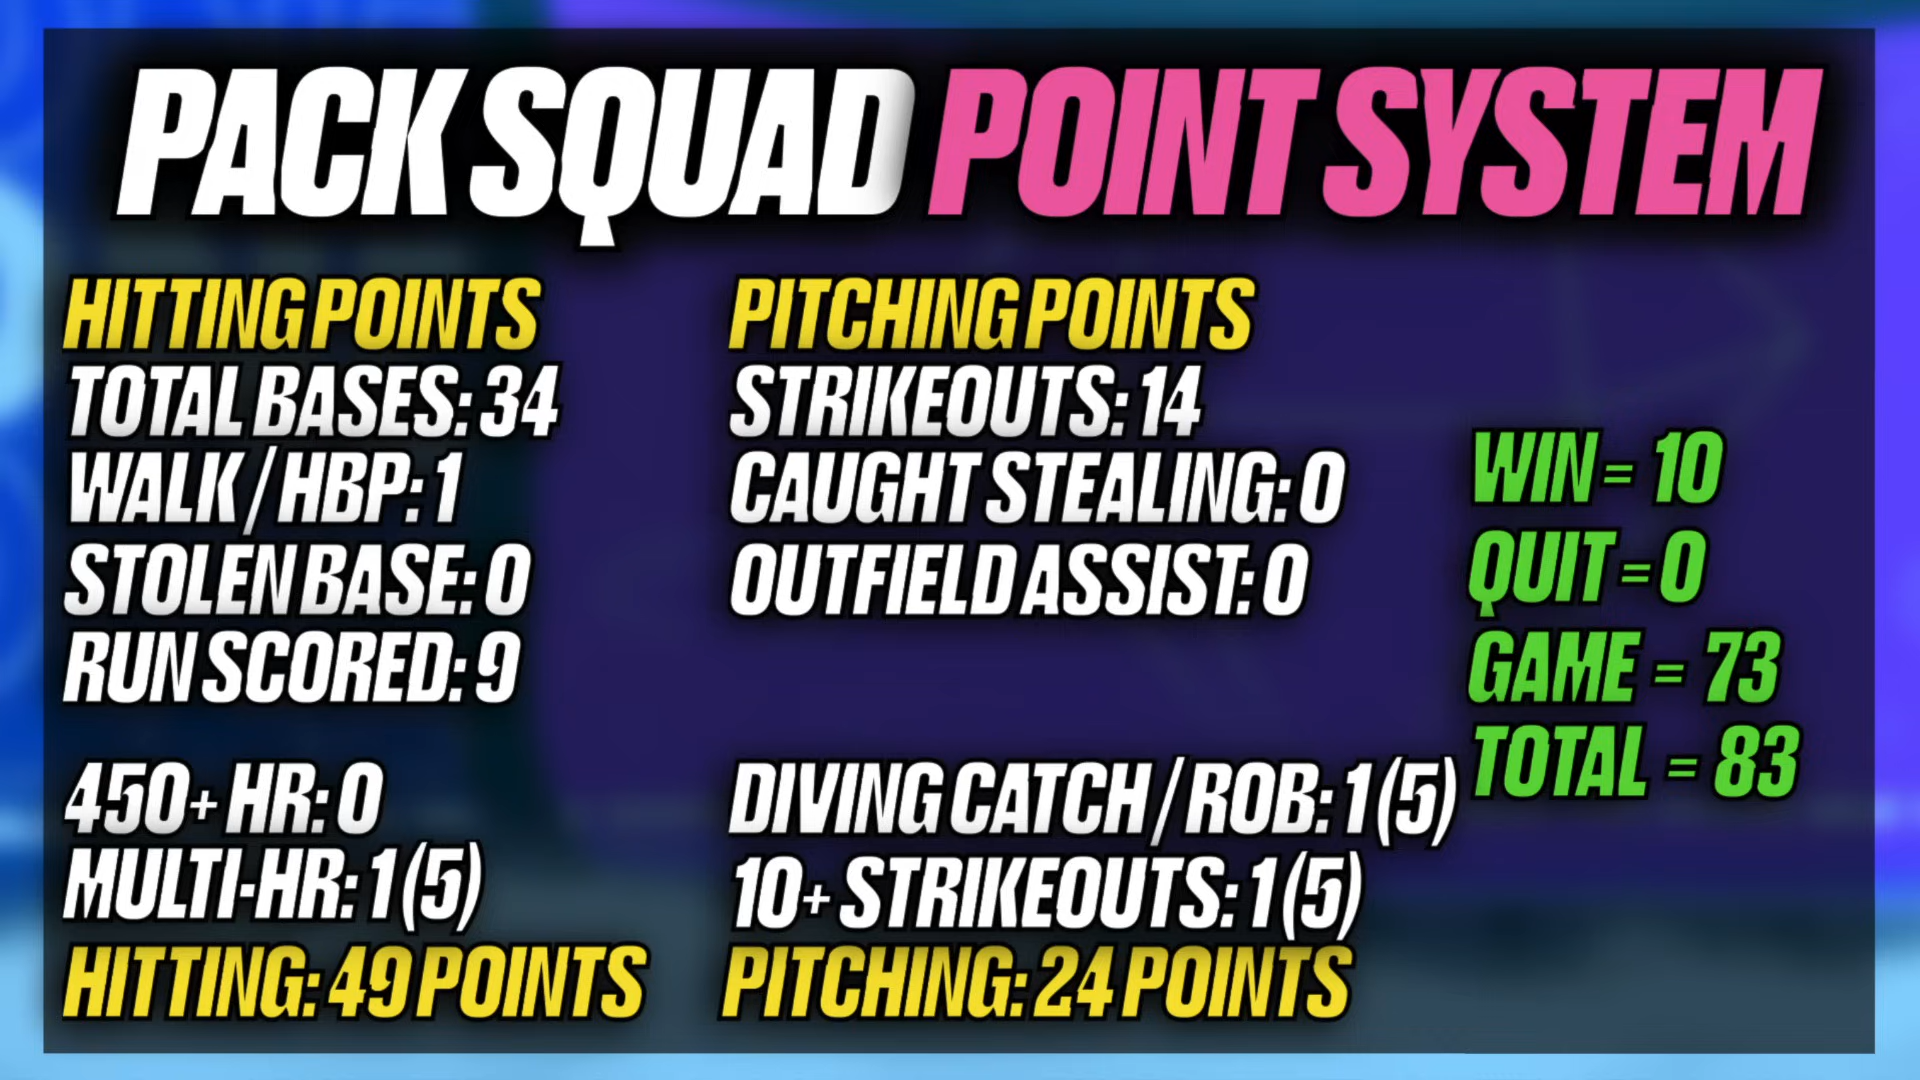 PACK SQUAD POINT SYSTEM
HITTING POINTS
TOTAL BASES: 34
WALK / HBP: 1
STOLEN BASE: 0
RUN SCORED: 9
450+ HR: 0
MULTI-HR: 1 (5)
HITTING: 49 POINTS
PITCHING POINTS
STRIKEOUTS: 14
CAUGHT STEALING: 0
OUTFIELD ASSIST: 0
DIVING CATCH / ROB: 1 (5)
10+ STRIKEOUTS: 1 (5)
PITCHING: 24 POINTS
WIN = 10
QUIT = 0
GAME = 73
TOTAL = 83